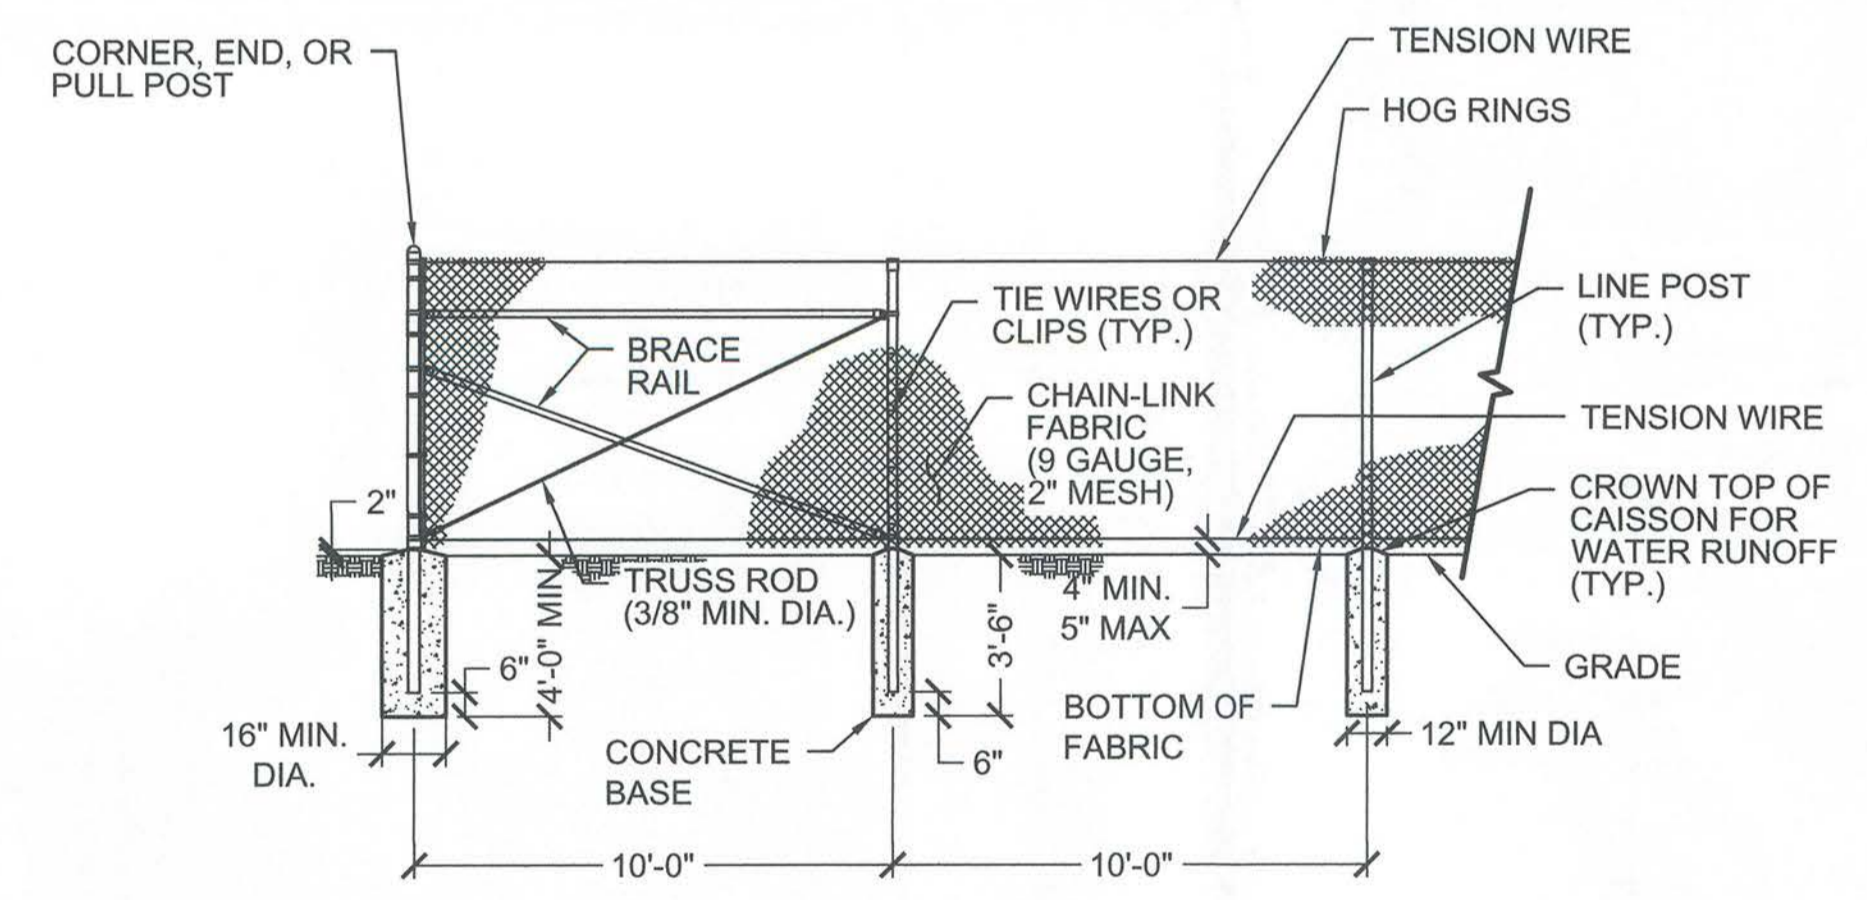 CORNER, END, OR
PULL POST
TENSION WIRE
HOG RINGS
TIE WIRES OR
CLIPS (TYP.)
LINE POST
(TYP.)
BRACE
RAIL
CHAIN-LINK
FABRIC
(9 GAUGE,
2" MESH)
TENSION WIRE
2"
CROWN TOP OF
CAISSON FOR
WATER RUNOFF
(TYP.)
TRUSS ROD
(3/8" MIN. DIA.)
4" MIN.
5" MAX
6"
4'-0" MIN
3'-6"
GRADE
BOTTOM OF
FABRIC
16" MIN.
DIA.
CONCRETE
BASE
6"
12" MIN DIA
10'-0"
10'-0"